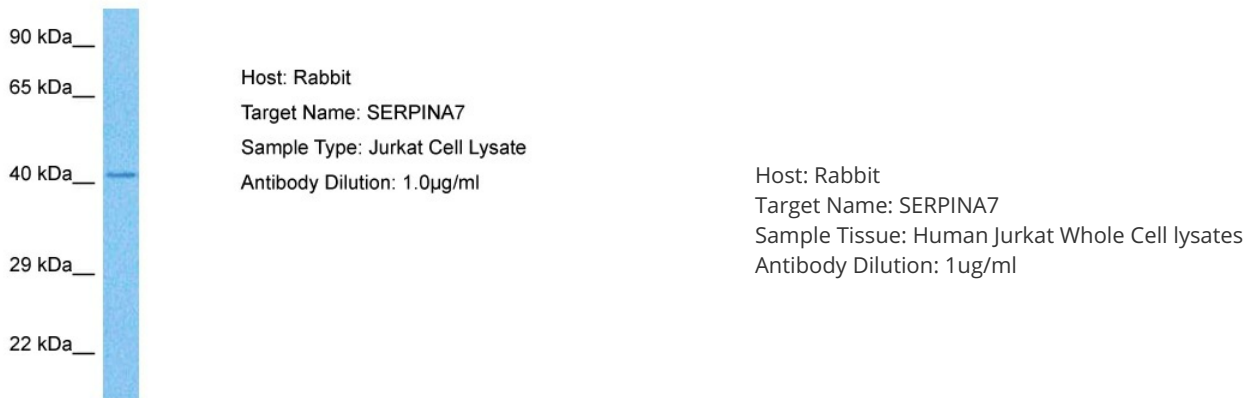 90 kDa__
65 kDa__
40 kDa__
29 kDa__
22 kDa__
Host: Rabbit
Target Name: SERPINA7
Sample Type: Jurkat Cell Lysate
Antibody Dilution: 1.0µg/ml
Host: Rabbit
Target Name: SERPINA7
Sample Tissue: Human Jurkat Whole Cell lysates
Antibody Dilution: 1ug/ml